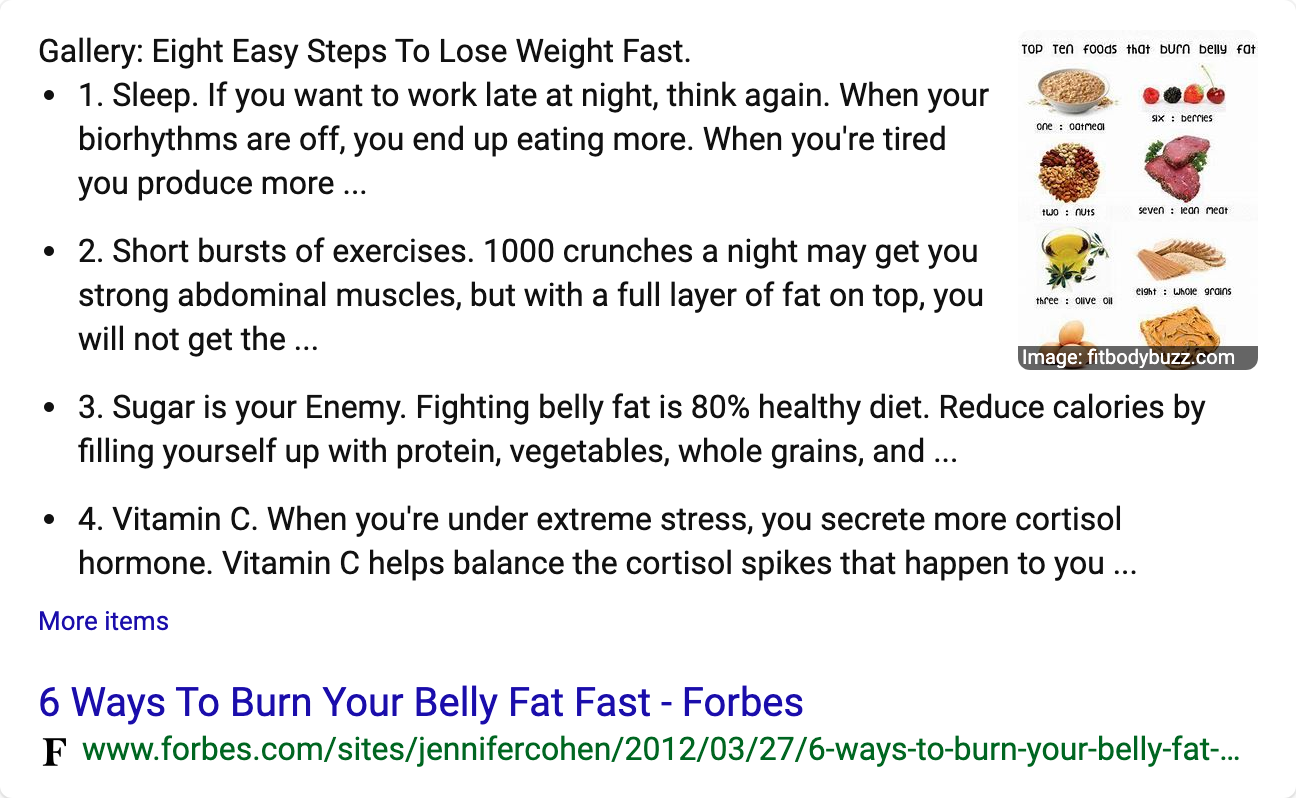 Gallery: Eight Easy Steps To Lose Weight Fast.
• 1. Sleep. If you want to work late at night, think again. When your
biorhythms are off, you end up eating more. When you're tired
you produce more ...
• 2. Short bursts of exercises. 1000 crunches a night may get you
strong abdominal muscles, but with a full layer of fat on top, you
will not get the ...
• 3. Sugar is your Enemy. Fighting belly fat is 80% healthy diet. Reduce calories by
filling yourself up with protein, vegetables, whole grains, and ...
• 4. Vitamin C. When you're under extreme stress, you secrete more cortisol
hormone. Vitamin C helps balance the cortisol spikes that happen to you ...
More items
TOP Ten FOODS that burn belly fat
one : oatmeal
six : berries
two : nuts
seven : lean meat
three : olive oil
eight : whole grains
Image: fitbodybuzz.com
6 Ways To Burn Your Belly Fat Fast - Forbes
F www.forbes.com/sites/jennifercohen/2012/03/27/6-ways-to-burn-your-belly-fat-...